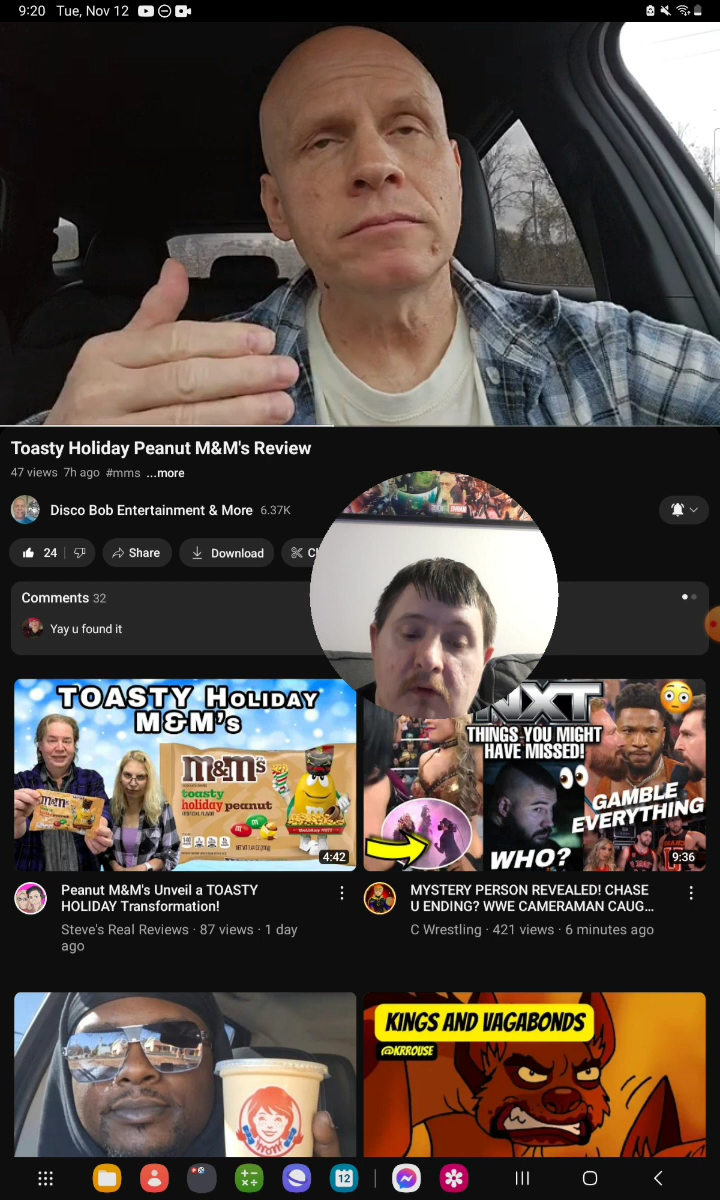 9:20 Tue, Nov 12
Toasty Holiday Peanut M&M's Review
47 views 7h ago #mms ...more
Disco Bob Entertainment & More 6.37K
24
Share
Download
Comments 32
Yay u found it
TOASTY HOLIDAY
M&M's
m&m's
toasty
holiday peanut
4:42
NXT
THINGS YOU MIGHT
HAVE MISSED!
GAMBLE
EVERYTHING
WHO?
9:36
Peanut M&M's Unveil a TOASTY
HOLIDAY Transformation!
Steve's Real Reviews · 87 views · 1 day
ago
MYSTERY PERSON REVEALED! CHASE
U ENDING? WWE CAMERAMAN CAUG...
C Wrestling · 421 views · 6 minutes ago
KINGS AND VAGABONDS
@KRROUSE
12